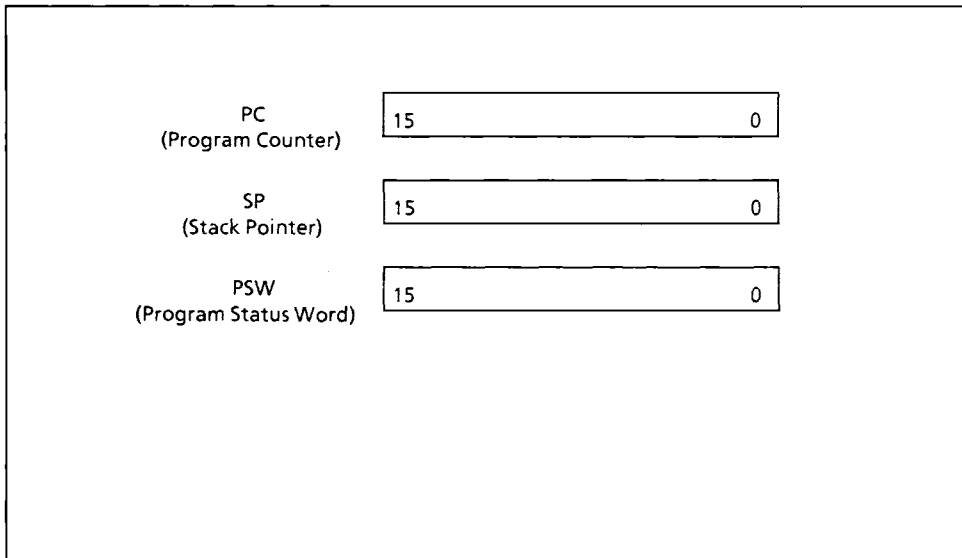 PC
(Program Counter)
15 0
SP
(Stack Pointer)
15 0
PSW
(Program Status Word)
15 0